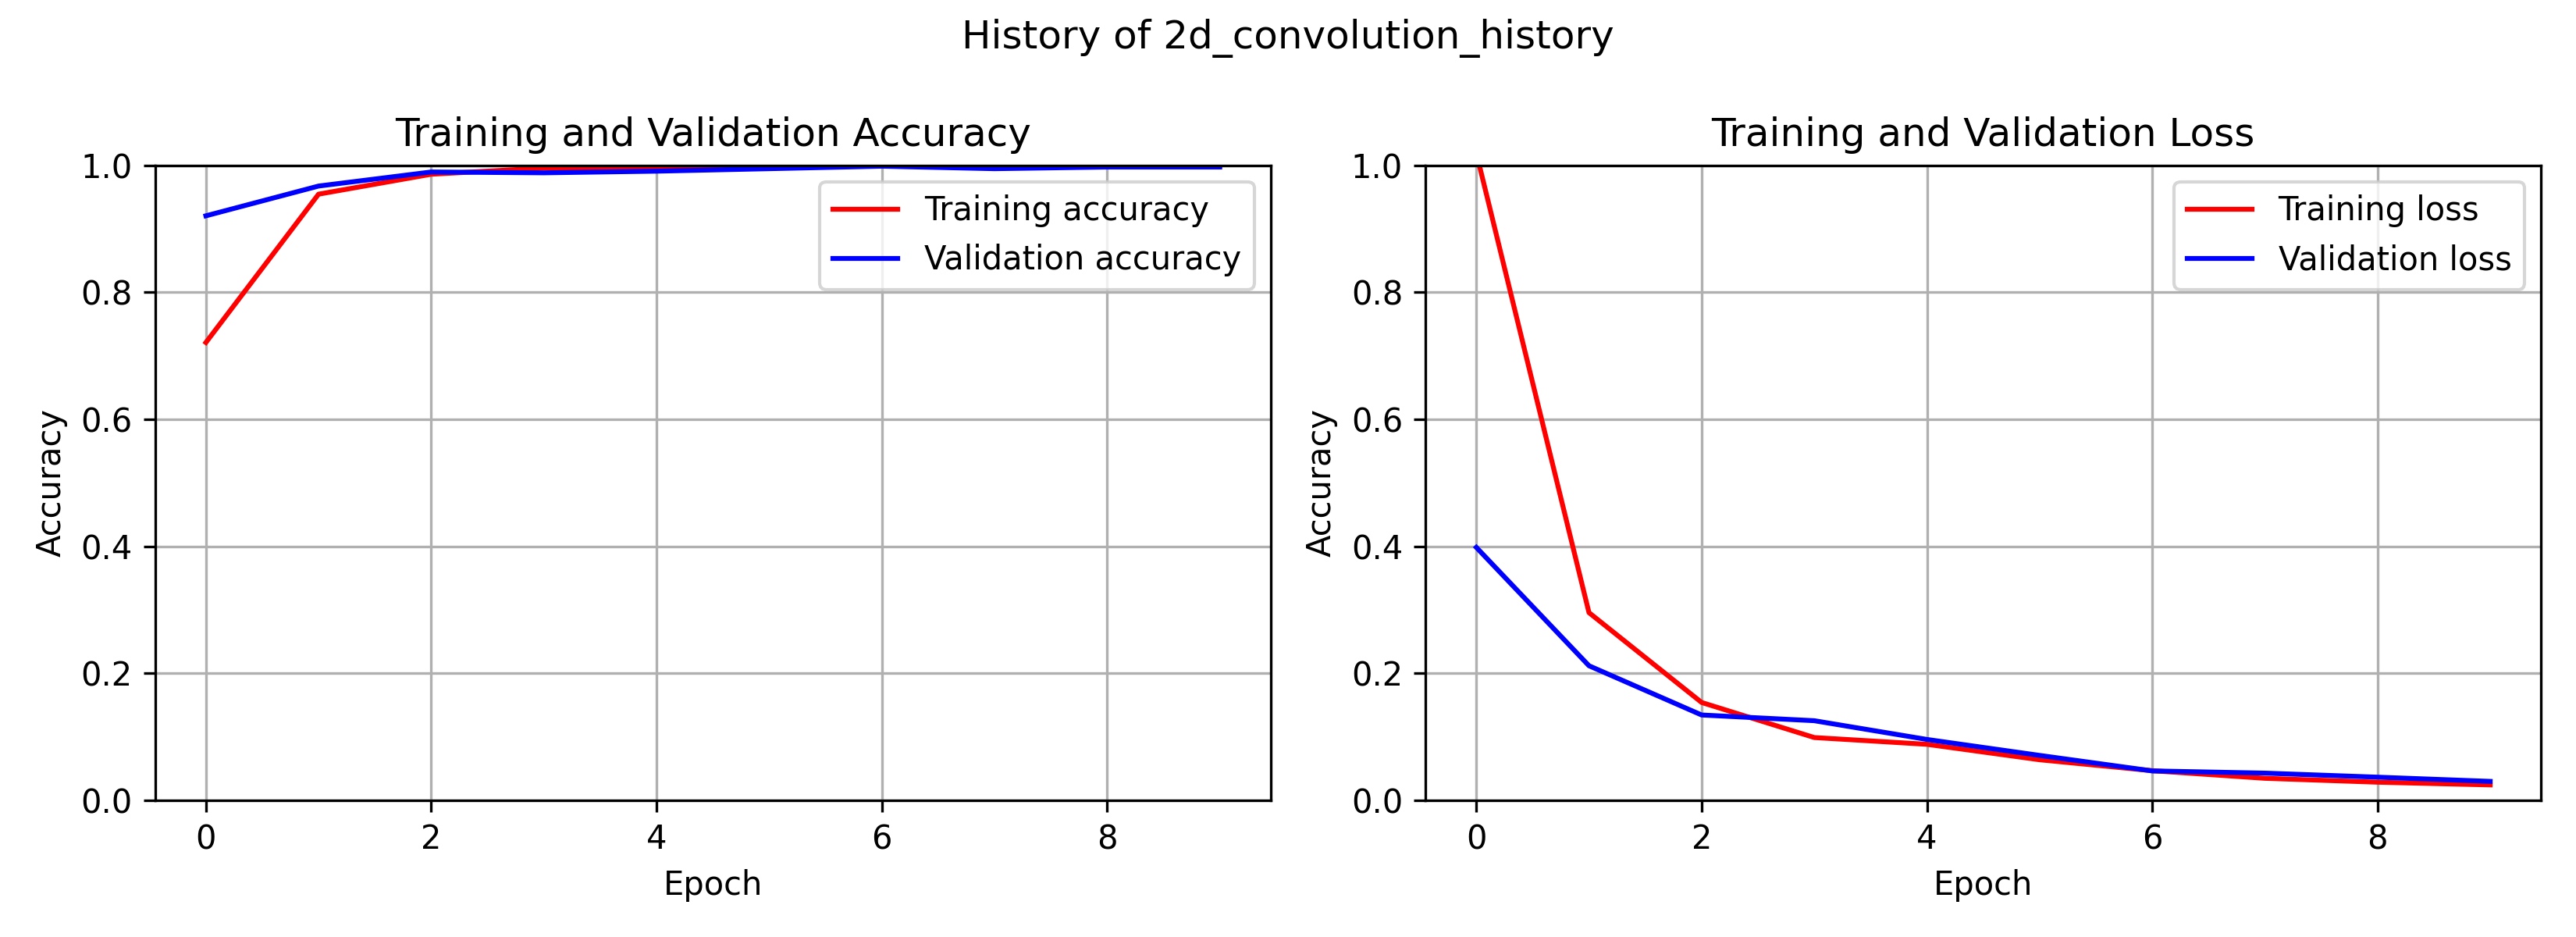 History of 2d_convolution_history
Training and Validation Accuracy
1.0
0.8
0.6
0.4
0.2
0.0
Accuracy
Training accuracy
Validation accuracy
0 2 4 6 8
Epoch
Training and Validation Loss
1.0
0.8
0.6
0.4
0.2
0.0
Accuracy
Training loss
Validation loss
0 2 4 6 8
Epoch